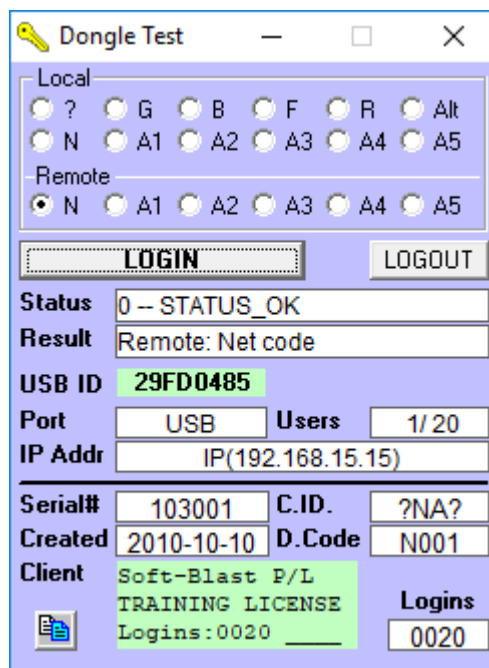 Dongle Test
Local
? G B F R Alt
N A1 A2 A3 A4 A5
Remote
N A1 A2 A3 A4 A5
LOGIN LOGOUT
Status 0 -- STATUS_OK
Result Remote: Net code
USB ID 29FD0485
Port USB Users 1/ 20
IP Addr IP(192.168.15.15)
Serial# 103001 C.ID. ?NA?
Created 2010-10-10 D.Code N001
Client Soft-Blast P/L
TRAINING LICENSE Logins
Logins:0020 ____ 0020